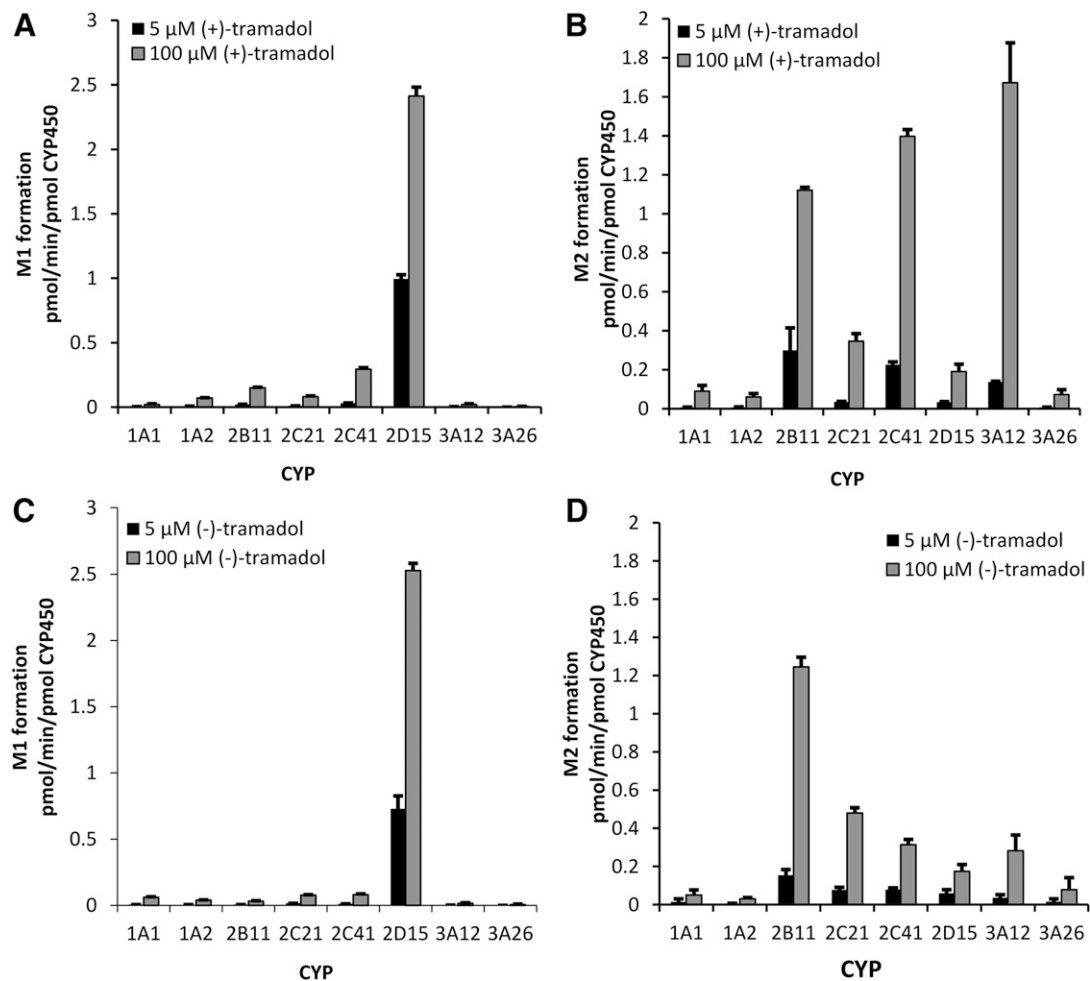 A
5 µM (+)-tramadol
100 µM (+)-tramadol
M1 formation
pmol/min/pmol CYP450
3
2.5
2
1.5
1
0.5
0
1A1 1A2 2B11 2C21 2C41 2D15 3A12 3A26
CYP
B
5 µM (+)-tramadol
100 µM (+)-tramadol
M2 formation
pmol/min/pmol CYP450
2
1.8
1.6
1.4
1.2
1
0.8
0.6
0.4
0.2
0
1A1 1A2 2B11 2C21 2C41 2D15 3A12 3A26
CYP
C
5 µM (-)-tramadol
100 µM (-)-tramadol
M1 formation
pmol/min/pmol CYP450
3
2.5
2
1.5
1
0.5
0
1A1 1A2 2B11 2C21 2C41 2D15 3A12 3A26
CYP
D
5 µM (-)-tramadol
100 µM (-)-tramadol
M2 formation
pmol/min/pmol CYP450
2
1.8
1.6
1.4
1.2
1
0.8
0.6
0.4
0.2
0
1A1 1A2 2B11 2C21 2C41 2D15 3A12 3A26
CYP